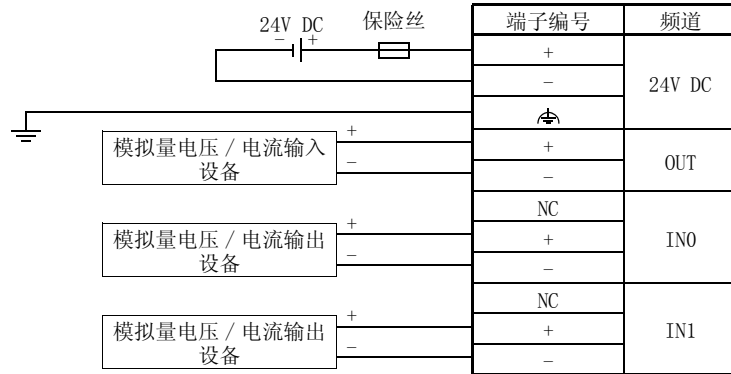 24V DC
保险丝
- +
端子编号 频道
+
−
24V DC
+
模拟量电压／电流输入
设备
−
+
−
OUT
NC
+
模拟量电压／电流输出
设备
−
+
−
IN0
NC
+
模拟量电压／电流输出
设备
−
+
−
IN1